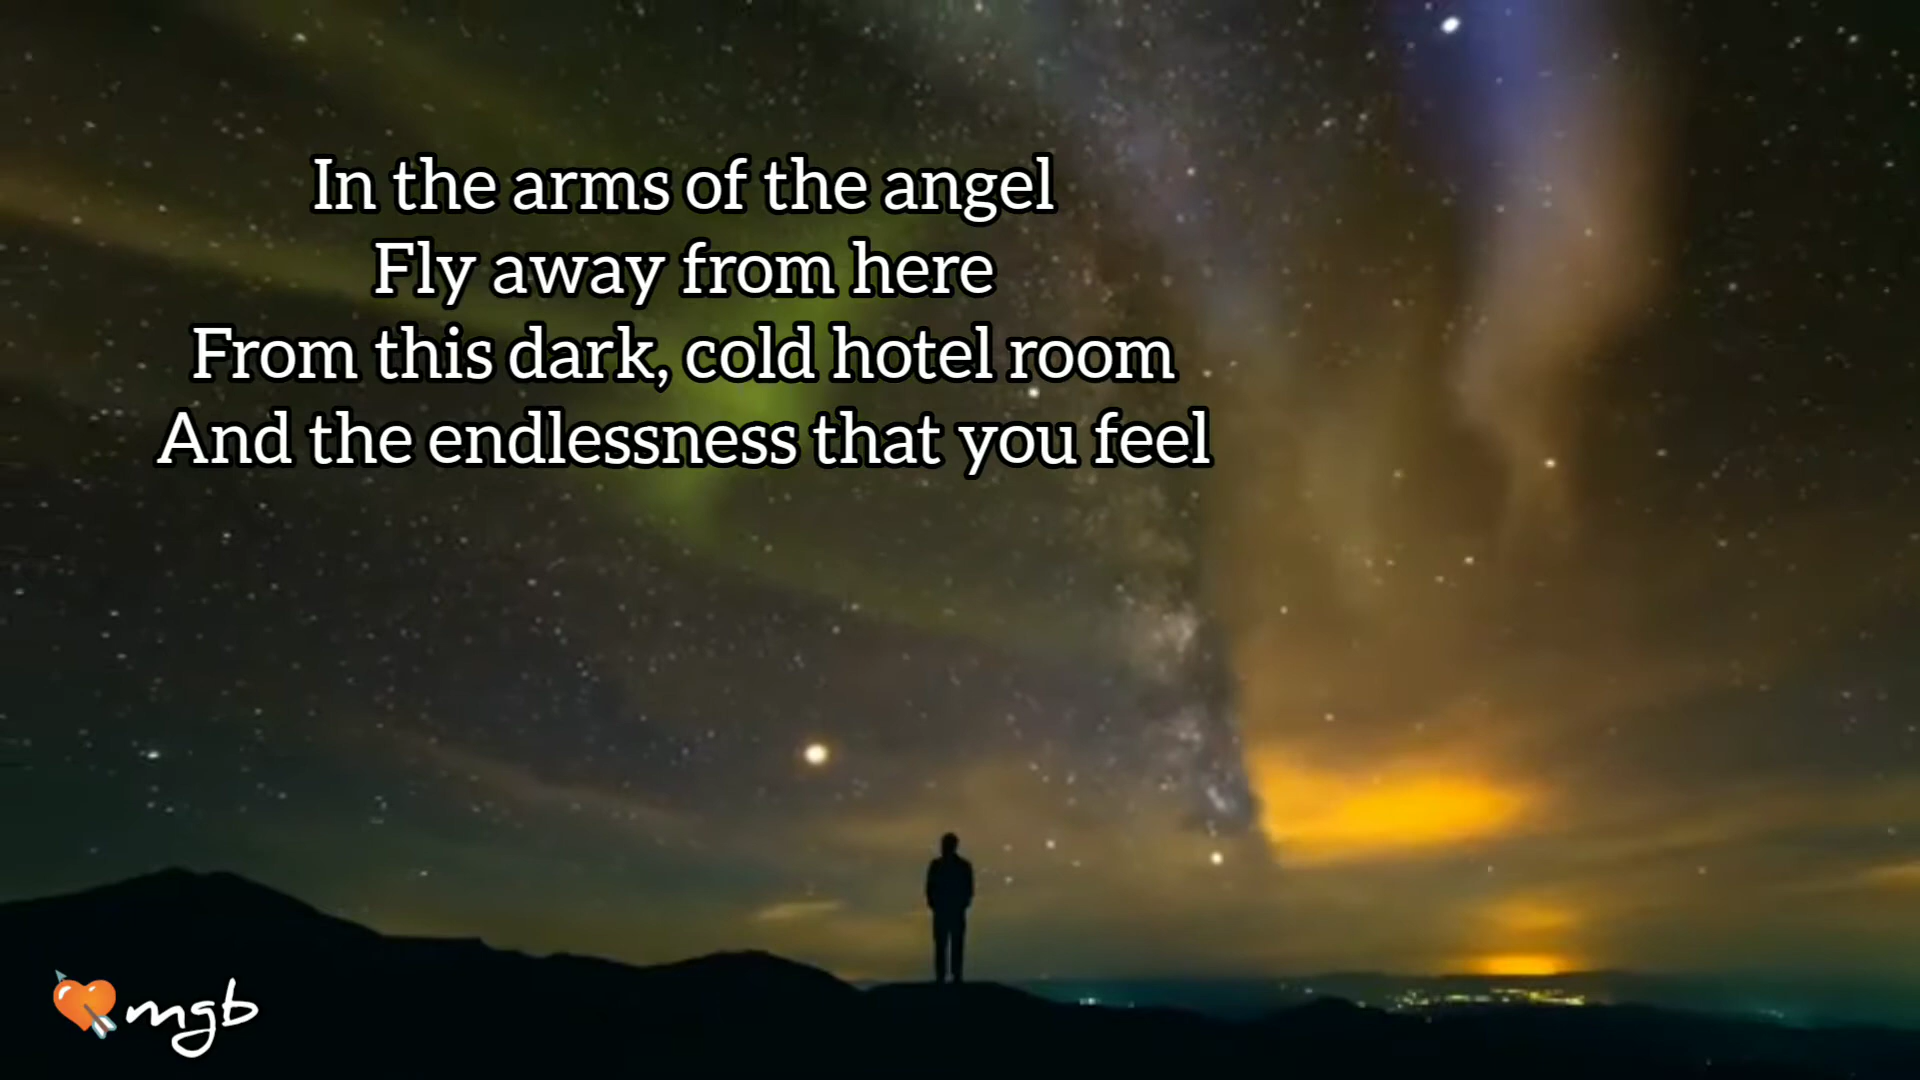 In the arms of the angel
Fly away from here
From this dark, cold hotel room
And the endlessness that you feel
mgb